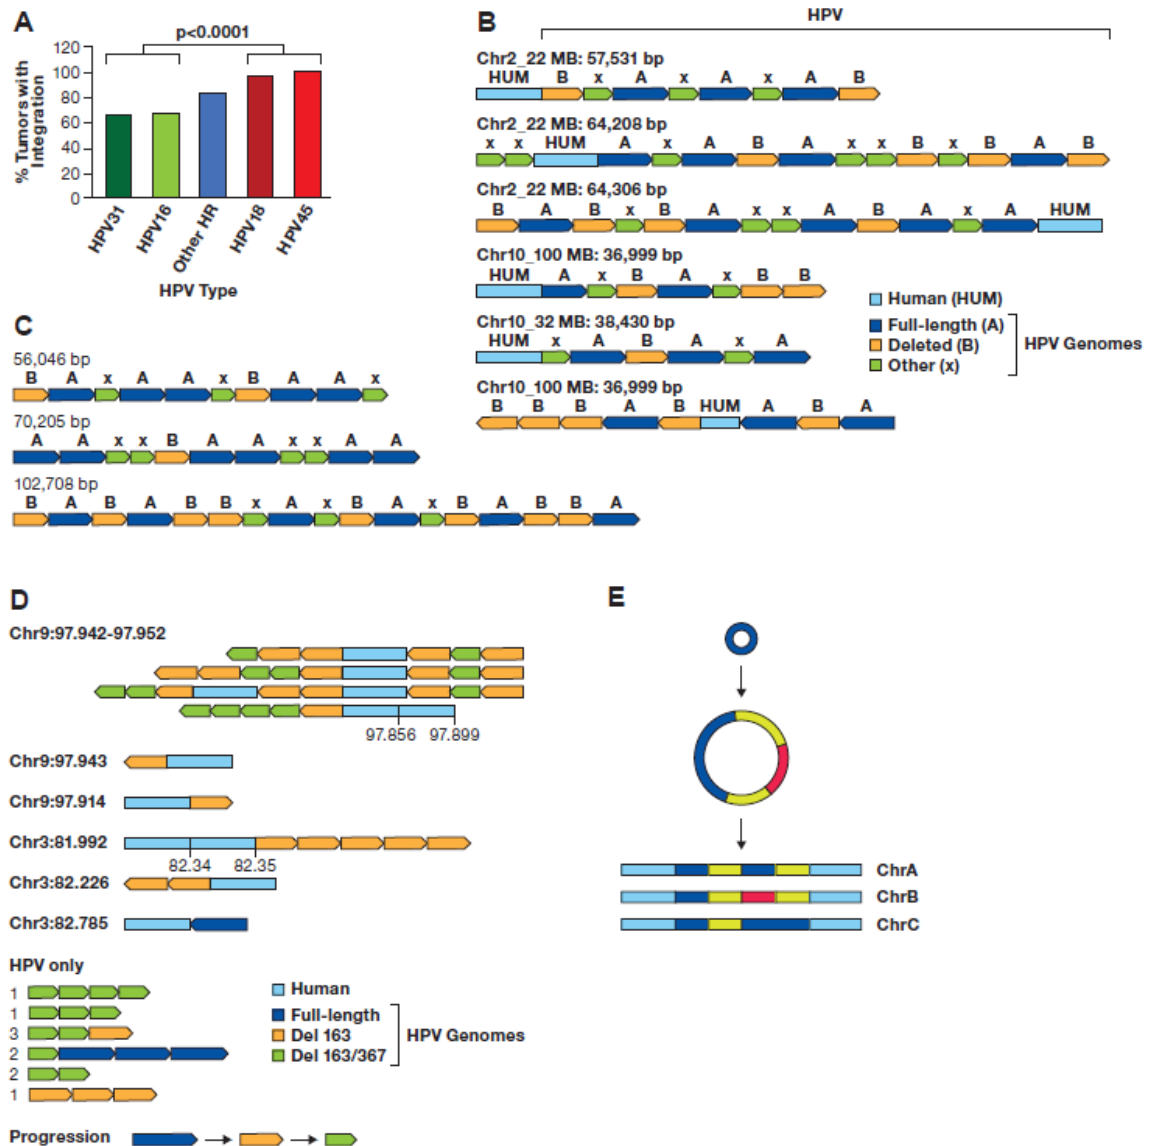 A
p<0.0001
% Tumors with
Integration
120
100
80
60
40
20
0
HPV31
HPV16
Other HR
HPV18
HPV45
HPV Type
B
HPV
Chr2_22 MB: 57,531 bp
HUM B x A x A x A B
Chr2_22 MB: 64,208 bp
x x HUM A x A B A x x B x B A B
Chr2_22 MB: 64,306 bp
B A B x B A x x A B A x A HUM
Chr10_100 MB: 36,999 bp
HUM A x B A x B B
Chr10_32 MB: 38,430 bp
HUM x A B A x A
Chr10_100 MB: 36,999 bp
B B B A B HUM A B A
Human (HUM)
Full-length (A)
Deleted (B)
Other (x)
HPV Genomes
C
56,046 bp
B A x A A x B A A x
70,205 bp
A A x x B A A x x A A
102,708 bp
B A B A B B x A x B A x B A B B A
D
Chr9:97.942-97.952
97.856 97.899
Chr9:97.943
Chr9:97.914
Chr3:81.992
82.34 82.35
Chr3:82.226
Chr3:82.785
HPV only
1
1
3
2
2
1
Human
Full-length
Del 163
Del 163/367
HPV Genomes
Progression
E
ChrA
ChrB
ChrC